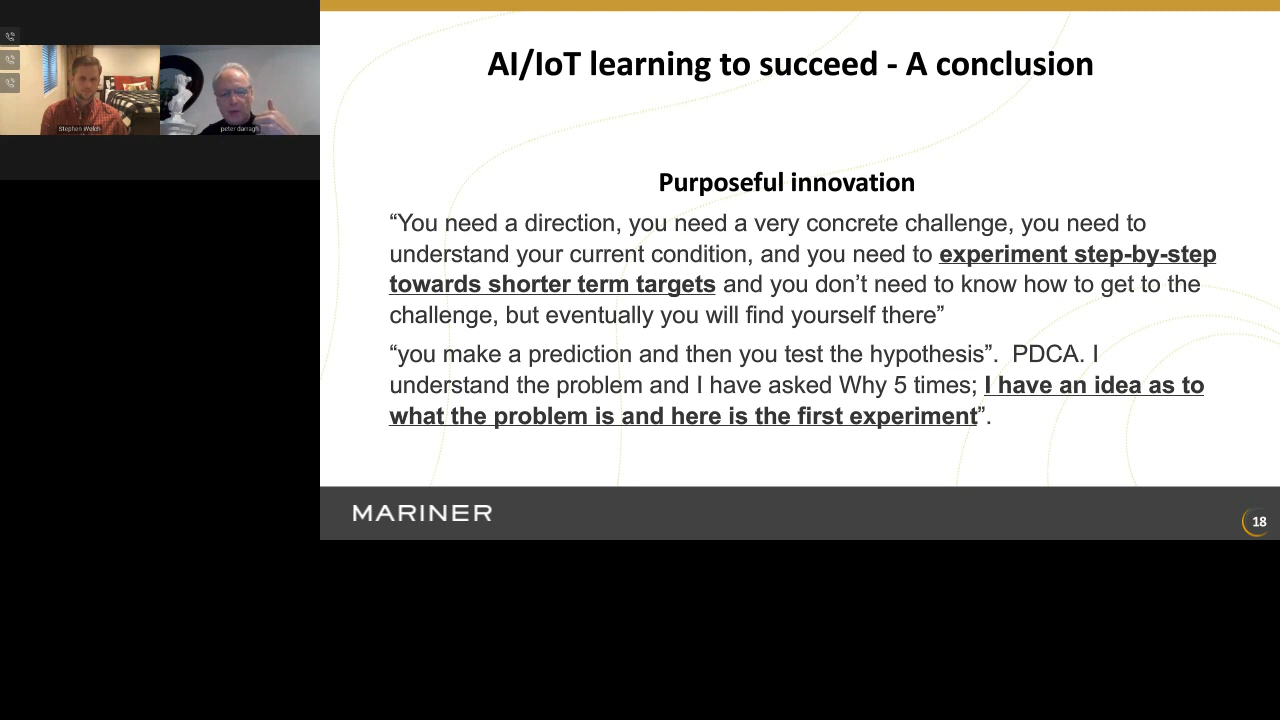 Stephen Welch
peter darragh
AI/IoT learning to succeed - A conclusion
Purposeful innovation
“You need a direction, you need a very concrete challenge, you need to
understand your current condition, and you need to experiment step-by-step
towards shorter term targets and you don’t need to know how to get to the
challenge, but eventually you will find yourself there”
“you make a prediction and then you test the hypothesis”.  PDCA. I
understand the problem and I have asked Why 5 times; I have an idea as to
what the problem is and here is the first experiment”.
MARINER
18